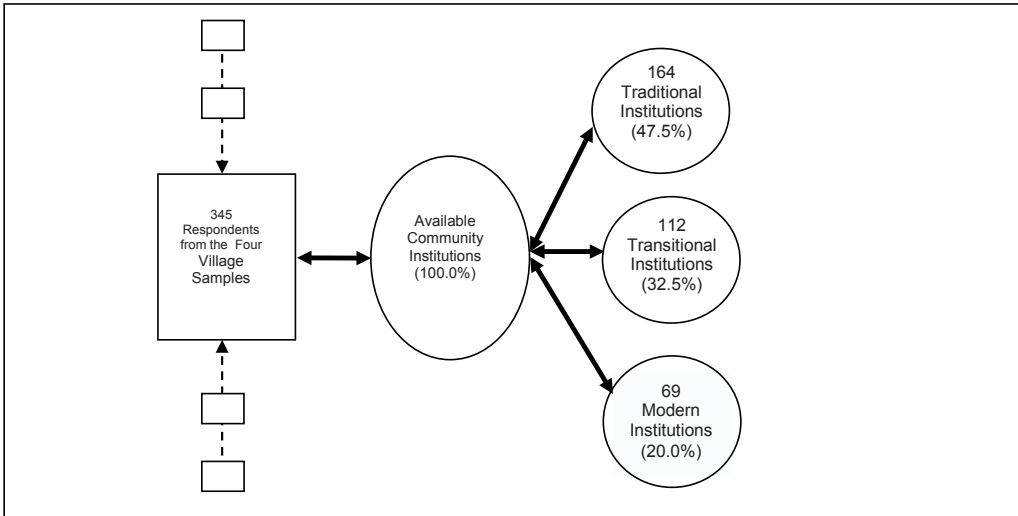 345
Respondents
from the Four
Village
Samples
Available
Community
Institutions
(100.0%)
164
Traditional
Institutions
(47.5%)
112
Transitional
Institutions
(32.5%)
69
Modern
Institutions
(20.0%)